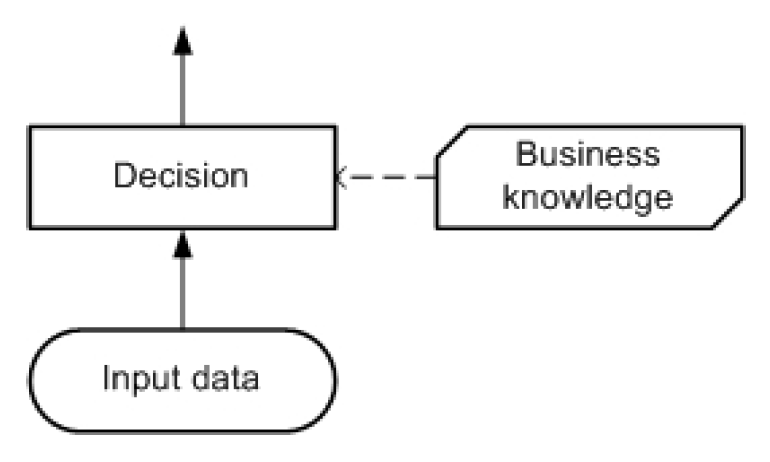 Decision
Business
knowledge
Input data